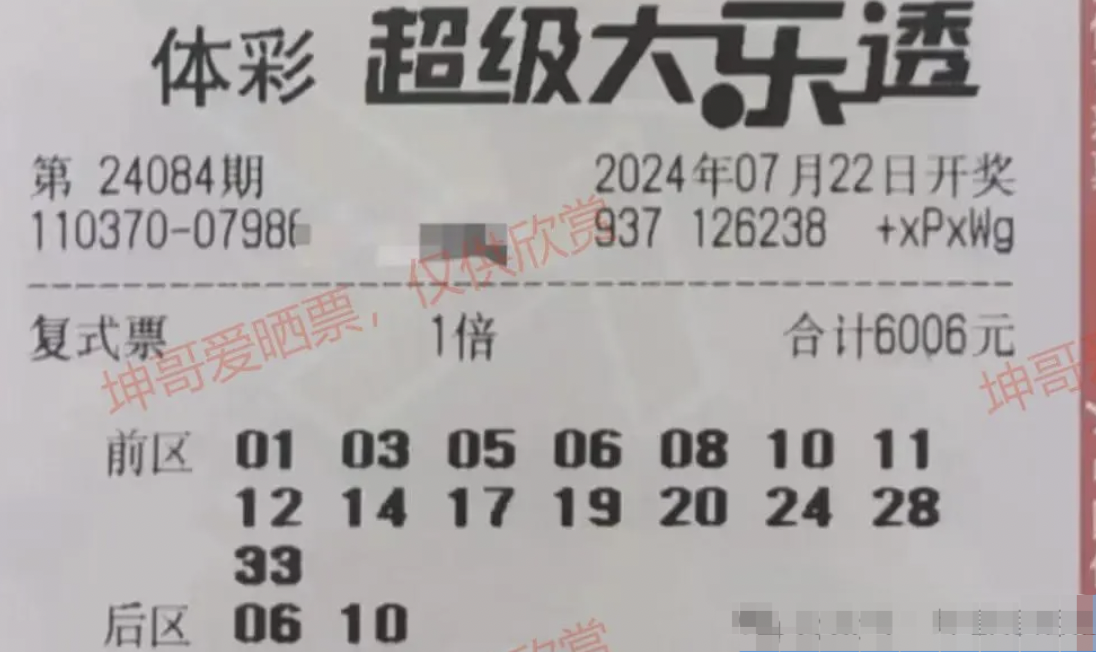 体彩 超级大乐透
第 24084期 2024年07月22日开奖
110370-07986 937 126238 +xPxWg
复式票 1倍 合计6006元
坤哥爱晒票，仅供欣赏
坤哥
前区 01 03 05 06 08 10 11
12 14 17 19 20 24 28
33
后区 06 10
欣赏